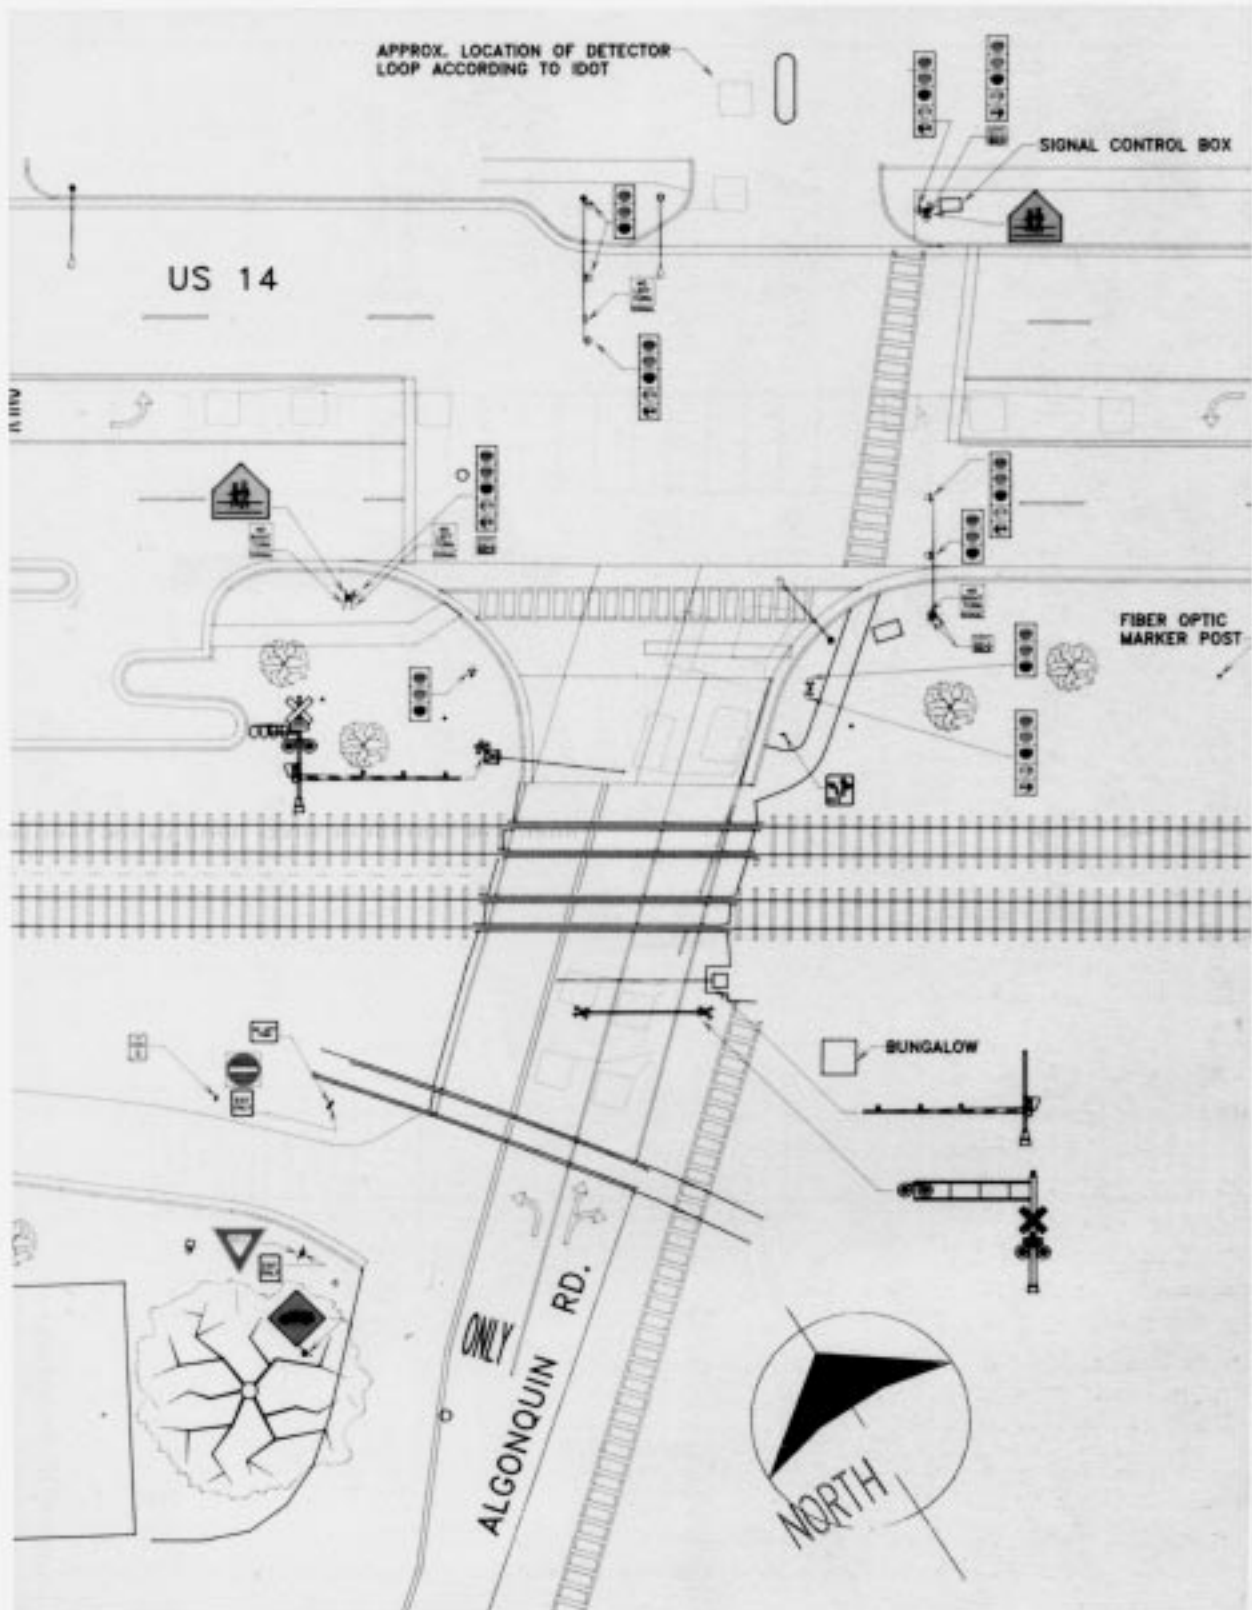 APPROX. LOCATION OF DETECTOR
LOOP ACCORDING TO IDOT
SIGNAL CONTROL BOX
US 14
FIBER OPTIC
MARKER POST
BUNGALOW
ONLY
ALGONQUIN RD.
NORTH